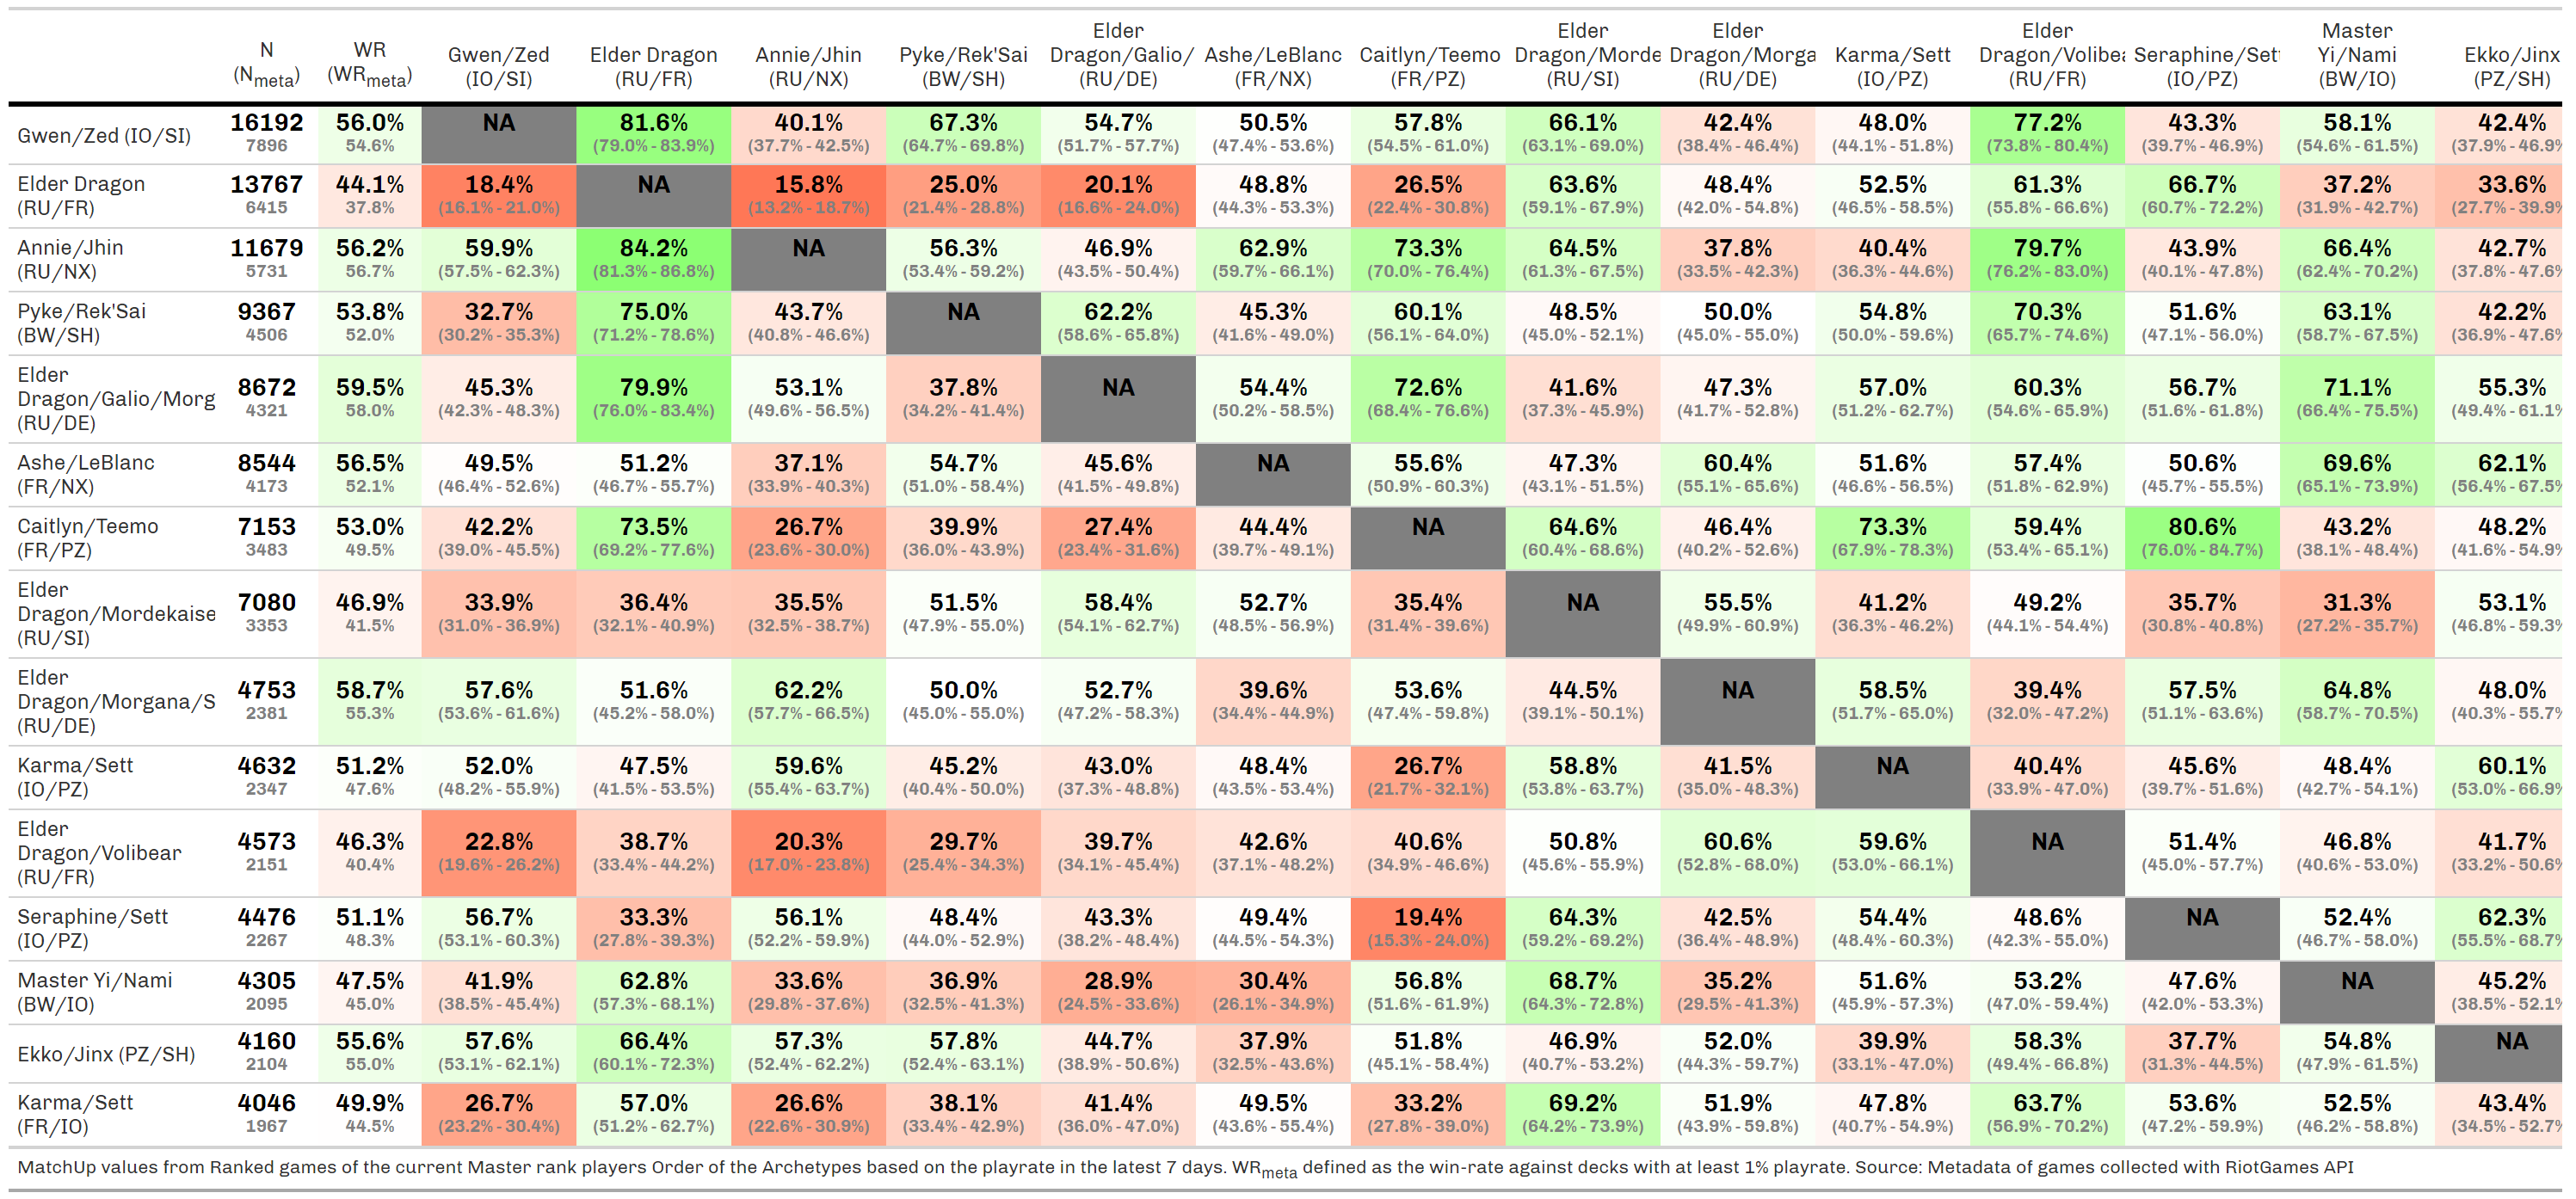 N (Nmeta) WR (WRmeta) Gwen/Zed (IO/SI) Elder Dragon (RU/FR) Annie/Jhin (RU/NX) Pyke/Rek'Sai (BW/SH) Elder Dragon/Galio/ (RU/DE) Ashe/LeBlanc (FR/NX) Caitlyn/Teemo (FR/PZ) Elder Dragon/Morde (RU/SI) Elder Dragon/Morga (RU/DE) Karma/Sett (IO/PZ) Elder Dragon/Volibea (RU/FR) Seraphine/Sett (IO/PZ) Master Yi/Nami (BW/IO) Ekko/Jinx (PZ/SH)
Gwen/Zed (IO/SI) 16192 56.0% NA 81.6% 40.1% 67.3% 54.7% 50.5% 57.8% 66.1% 42.4% 48.0% 77.2% 43.3% 58.1% 42.4%
7896 54.6% (79.0% - 83.9%) (37.7% - 42.5%) (64.7% - 69.8%) (51.7% - 57.7%) (47.4% - 53.6%) (54.5% - 61.0%) (63.1% - 69.0%) (38.4% - 46.4%) (44.1% - 51.8%) (73.8% - 80.4%) (39.7% - 46.9%) (54.6% - 61.5%) (37.9% - 46.9%
Elder Dragon 13767 44.1% 18.4% NA 15.8% 25.0% 20.1% 48.8% 26.5% 63.6% 48.4% 52.5% 61.3% 66.7% 37.2% 33.6%
(RU/FR) 6415 37.8% (16.1% - 21.0%) (13.2% - 18.7%) (21.4% - 28.8%) (16.6% - 24.0%) (44.3% - 53.3%) (22.4% - 30.8%) (59.1% - 67.9%) (42.0% - 54.8%) (46.5% - 58.5%) (55.8% - 66.6%) (60.7% - 72.2%) (31.9% - 42.7%) (27.7% - 39.9%
Annie/Jhin 11679 56.2% 59.9% 84.2% NA 56.3% 46.9% 62.9% 73.3% 64.5% 37.8% 40.4% 79.7% 43.9% 66.4% 42.7%
(RU/NX) 5731 56.7% (57.5% - 62.3%) (81.3% - 86.8%) (53.4% - 59.2%) (43.5% - 50.4%) (59.7% - 66.1%) (70.0% - 76.4%) (61.3% - 67.5%) (33.5% - 42.3%) (36.3% - 44.6%) (76.2% - 83.0%) (40.1% - 47.8%) (62.4% - 70.2%) (37.8% - 47.6%
Pyke/Rek'Sai 9367 53.8% 32.7% 75.0% 43.7% NA 62.2% 45.3% 60.1% 48.5% 50.0% 54.8% 70.3% 51.6% 63.1% 42.2%
(BW/SH) 4506 52.0% (30.2% - 35.3%) (71.2% - 78.6%) (40.8% - 46.6%) (58.6% - 65.8%) (41.6% - 49.0%) (56.1% - 64.0%) (45.0% - 52.1%) (45.0% - 55.0%) (50.0% - 59.6%) (65.7% - 74.6%) (47.1% - 56.0%) (58.7% - 67.5%) (36.9% - 47.6%
Elder
Dragon/Galio/Morg 8672 59.5% 45.3% 79.9% 53.1% 37.8% NA 54.4% 72.6% 41.6% 47.3% 57.0% 60.3% 56.7% 71.1% 55.3%
(RU/DE) 4321 58.0% (42.3% - 48.3%) (76.0% - 83.4%) (49.6% - 56.5%) (34.2% - 41.4%) (50.2% - 58.5%) (68.4% - 76.6%) (37.3% - 45.9%) (41.7% - 52.8%) (51.2% - 62.7%) (54.6% - 65.9%) (51.6% - 61.8%) (66.4% - 75.5%) (49.4% - 61.1%
Ashe/LeBlanc 8544 56.5% 49.5% 51.2% 37.1% 54.7% 45.6% NA 55.6% 47.3% 60.4% 51.6% 57.4% 50.6% 69.6% 62.1%
(FR/NX) 4173 52.1% (46.4% - 52.6%) (46.7% - 55.7%) (33.9% - 40.3%) (51.0% - 58.4%) (41.5% - 49.8%) (50.9% - 60.3%) (43.1% - 51.5%) (55.1% - 65.6%) (46.6% - 56.5%) (51.8% - 62.9%) (45.7% - 55.5%) (65.1% - 73.9%) (56.4% - 67.5%
Caitlyn/Teemo 7153 53.0% 42.2% 73.5% 26.7% 39.9% 27.4% 44.4% NA 64.6% 46.4% 73.3% 59.4% 80.6% 43.2% 48.2%
(FR/PZ) 3483 49.5% (39.0% - 45.5%) (69.2% - 77.6%) (23.6% - 30.0%) (36.0% - 43.9%) (23.4% - 31.6%) (39.7% - 49.1%) (60.4% - 68.6%) (40.2% - 52.6%) (67.9% - 78.3%) (53.4% - 65.1%) (76.0% - 84.7%) (38.1% - 48.4%) (41.6% - 54.9%
Elder
Dragon/Mordekaise 7080 46.9% 33.9% 36.4% 35.5% 51.5% 58.4% 52.7% 35.4% NA 55.5% 41.2% 49.2% 35.7% 31.3% 53.1%
(RU/SI) 3353 41.5% (31.0% - 36.9%) (32.1% - 40.9%) (32.5% - 38.7%) (47.9% - 55.0%) (54.1% - 62.7%) (48.5% - 56.9%) (31.4% - 39.6%) (49.9% - 60.9%) (36.3% - 46.2%) (44.1% - 54.4%) (30.8% - 40.8%) (27.2% - 35.7%) (46.8% - 59.3%
Elder
Dragon/Morgana/S 4753 58.7% 57.6% 51.6% 62.2% 50.0% 52.7% 39.6% 53.6% 44.5% NA 58.5% 39.4% 57.5% 64.8% 48.0%
(RU/DE) 2381 55.3% (53.6% - 61.6%) (45.2% - 58.0%) (57.7% - 66.5%) (45.0% - 55.0%) (47.2% - 58.3%) (34.4% - 44.9%) (47.4% - 59.8%) (39.1% - 50.1%) (51.7% - 65.0%) (32.0% - 47.2%) (51.1% - 63.6%) (58.7% - 70.5%) (40.3% - 55.7%
Karma/Sett 4632 51.2% 52.0% 47.5% 59.6% 45.2% 43.0% 48.4% 26.7% 58.8% 41.5% NA 40.4% 45.6% 48.4% 60.1%
(IO/PZ) 2347 47.6% (48.2% - 55.9%) (41.5% - 53.5%) (55.4% - 63.7%) (40.4% - 50.0%) (37.3% - 48.8%) (43.5% - 53.4%) (21.7% - 32.1%) (53.8% - 63.7%) (35.0% - 48.3%) (33.9% - 47.0%) (39.7% - 51.6%) (42.7% - 54.1%) (53.0% - 66.9%
Elder
Dragon/Volibear 4573 46.3% 22.8% 38.7% 20.3% 29.7% 39.7% 42.6% 40.6% 50.8% 60.6% 59.6% NA 51.4% 46.8% 41.7%
(RU/FR) 2151 40.4% (19.6% - 26.2%) (33.4% - 44.2%) (17.0% - 23.8%) (25.4% - 34.3%) (34.1% - 45.4%) (37.1% - 48.2%) (34.9% - 46.6%) (45.6% - 55.9%) (52.8% - 68.0%) (53.0% - 66.1%) (45.0% - 57.7%) (40.6% - 53.0%) (33.2% - 50.6%
Seraphine/Sett 4476 51.1% 56.7% 33.3% 56.1% 48.4% 43.3% 49.4% 19.4% 64.3% 42.5% 54.4% 48.6% NA 52.4% 62.3%
(IO/PZ) 2267 48.3% (53.1% - 60.3%) (27.8% - 39.3%) (52.2% - 59.9%) (44.0% - 52.9%) (38.2% - 48.4%) (44.5% - 54.3%) (15.3% - 24.0%) (59.2% - 69.2%) (36.4% - 48.9%) (48.4% - 60.3%) (42.3% - 55.0%) (46.7% - 58.0%) (55.5% - 68.7%
Master Yi/Nami 4305 47.5% 41.9% 62.8% 33.6% 36.9% 28.9% 30.4% 56.8% 68.7% 35.2% 51.6% 53.2% 47.6% NA 45.2%
(BW/IO) 2095 45.0% (38.5% - 45.4%) (57.3% - 68.1%) (29.8% - 37.6%) (32.5% - 41.3%) (24.5% - 33.6%) (26.1% - 34.9%) (51.6% - 61.9%) (64.3% - 72.8%) (29.5% - 41.3%) (45.9% - 57.3%) (47.0% - 59.4%) (42.0% - 53.3%) (38.5% - 52.1%
Ekko/Jinx (PZ/SH) 4160 55.6% 57.6% 66.4% 57.3% 57.8% 44.7% 37.9% 51.8% 46.9% 52.0% 39.9% 58.3% 37.7% 54.8% NA
2104 55.0% (53.1% - 62.1%) (60.1% - 72.3%) (52.4% - 62.2%) (52.4% - 63.1%) (38.9% - 50.6%) (32.5% - 43.6%) (45.1% - 58.4%) (40.7% - 53.2%) (44.3% - 59.7%) (33.1% - 47.0%) (49.4% - 66.8%) (31.3% - 44.5%) (47.9% - 61.5%)
Karma/Sett 4046 49.9% 26.7% 57.0% 26.6% 38.1% 41.4% 49.5% 33.2% 69.2% 51.9% 47.8% 63.7% 53.6% 52.5% 43.4%
(FR/IO) 1967 44.5% (23.2% - 30.4%) (51.2% - 62.7%) (22.6% - 30.9%) (33.4% - 42.9%) (36.0% - 47.0%) (43.6% - 55.4%) (27.8% - 39.0%) (64.2% - 73.9%) (43.9% - 59.8%) (40.7% - 54.9%) (56.9% - 70.2%) (47.2% - 59.9%) (46.2% - 58.8%) (34.5% - 52.7%
MatchUp values from Ranked games of the current Master rank players Order of the Archetypes based on the playrate in the latest 7 days. WRmeta defined as the win-rate against decks with at least 1% playrate. Source: Metadata of games collected with RiotGames API